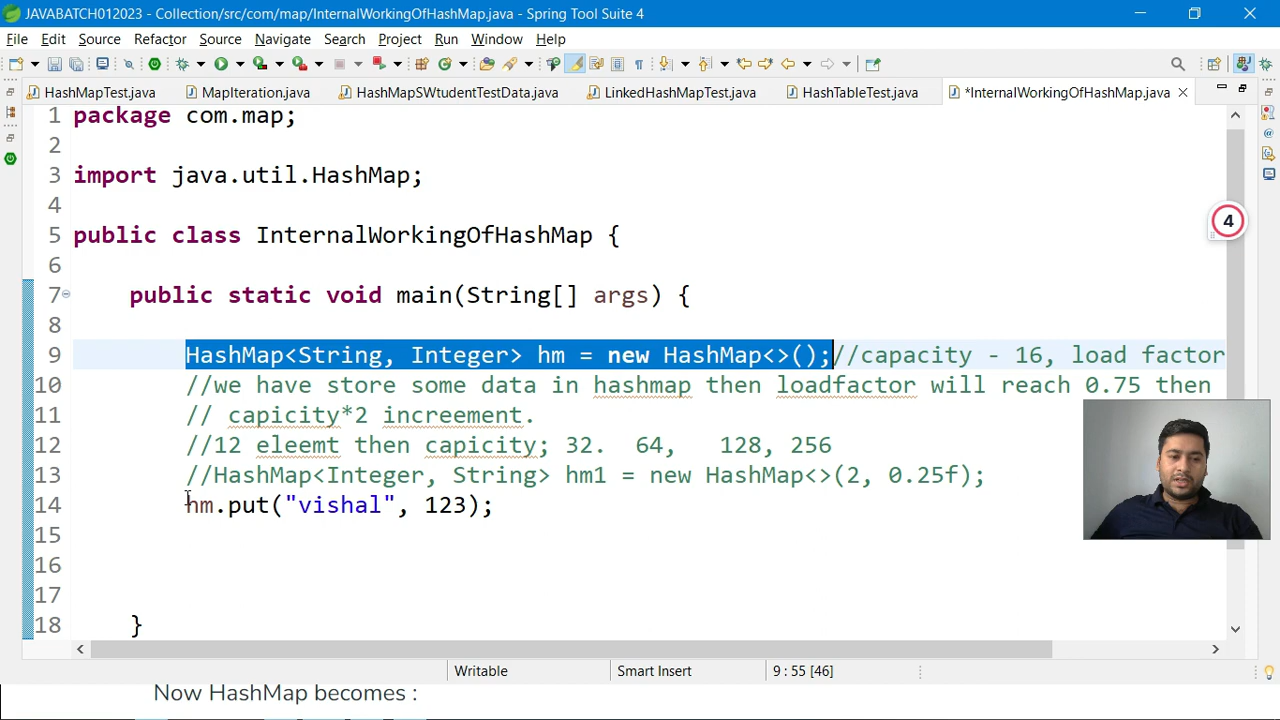 JAVABATCH012023 - Collection/src/com/map/InternalWorkingOfHashMap.java - Spring Tool Suite 4
File Edit Source Refactor Source Navigate Search Project Run Window Help
HashMapTest.java MapIteration.java HashMapSWtudentTestData.java LinkedHashMapTest.java HashTableTest.java *InternalWorkingOfHashMap.java
1 package com.map;
2
3 import java.util.HashMap;
4
5 public class InternalWorkingOfHashMap {
6
7 public static void main(String[] args) {
8
9 HashMap<String, Integer> hm = new HashMap<>();//capacity - 16, load factor
10 //we have store some data in hashmap then loadfactor will reach 0.75 then
11 // capicity*2 increement.
12 //12 eleemt then capicity; 32. 64, 128, 256
13 //HashMap<Integer, String> hm1 = new HashMap<>(2, 0.25f);
14 hm.put("vishal", 123);
15
16
17
18 }
4
Writable Smart Insert 9 : 55 [46]
Now HashMap becomes :